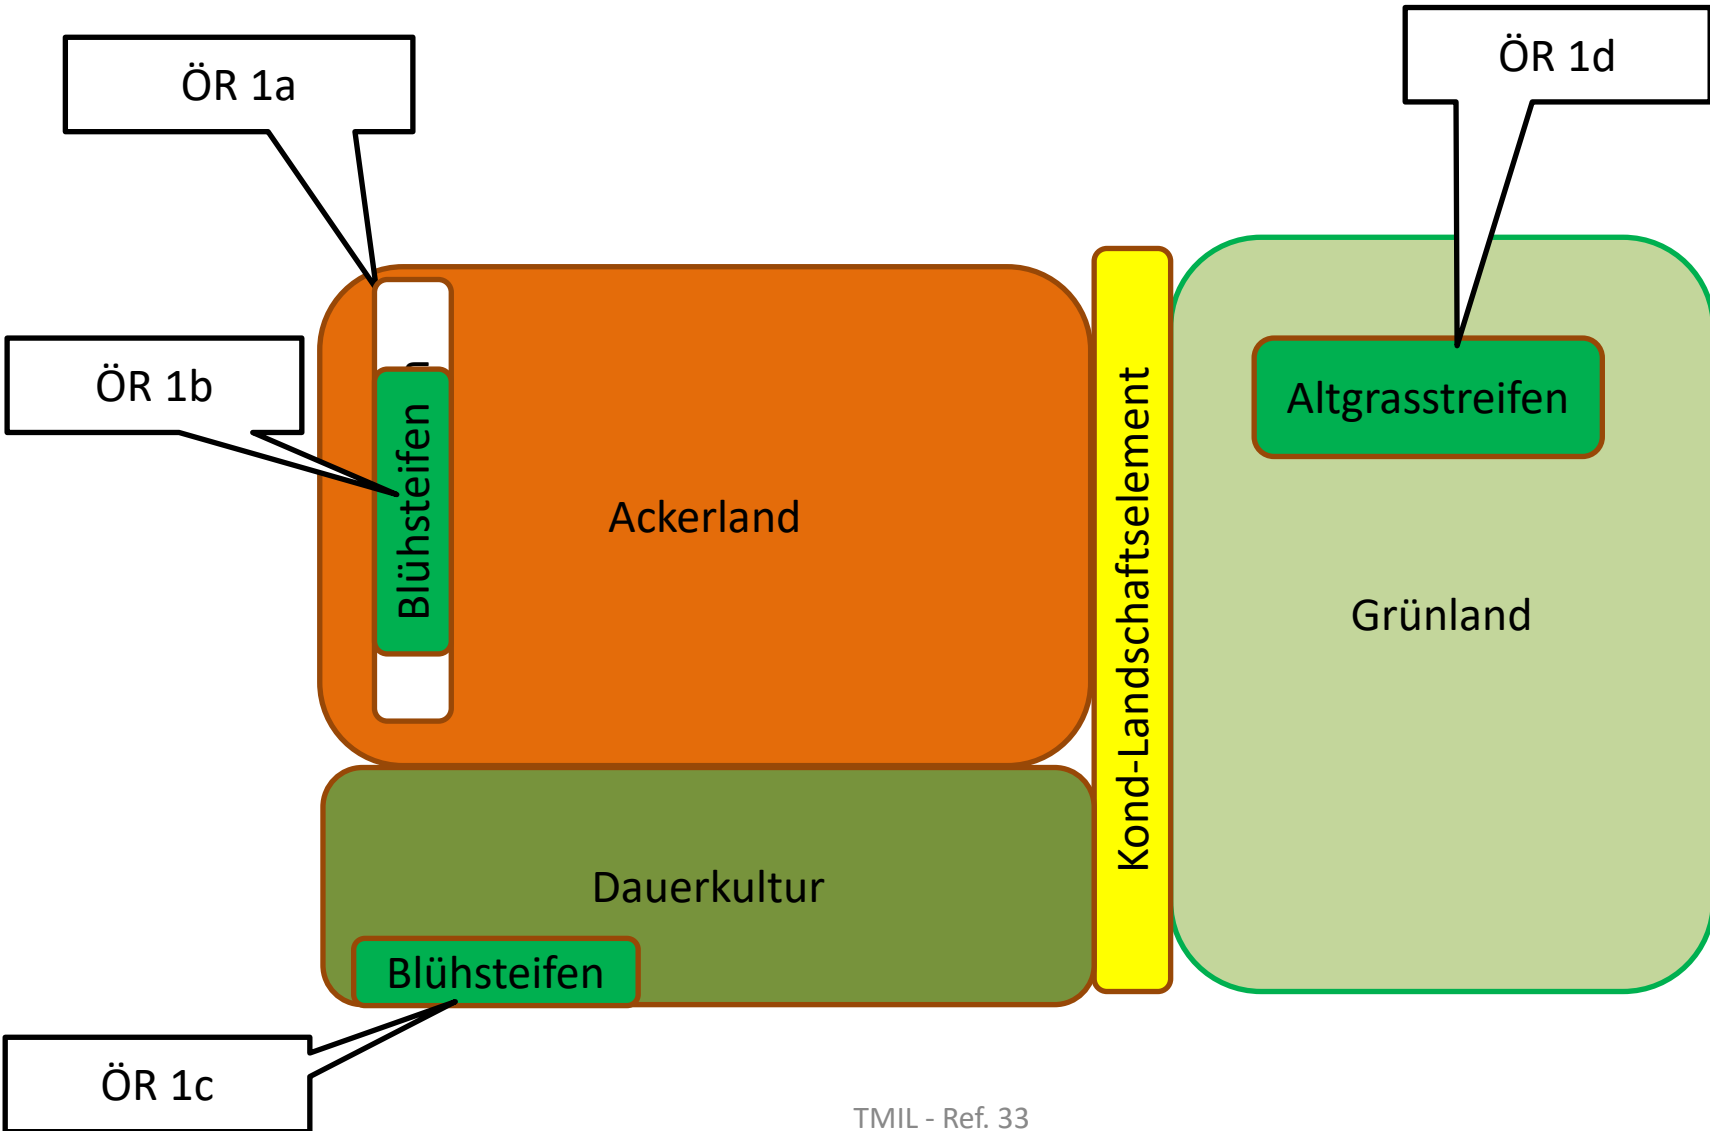 ÖR 1a
ÖR 1d
ÖR 1b
Blühsteifen
Ackerland
Kond-Landschaftselement
Altgrasstreifen
Grünland
Dauerkultur
Blühsteifen
ÖR 1c
TMIL - Ref. 33